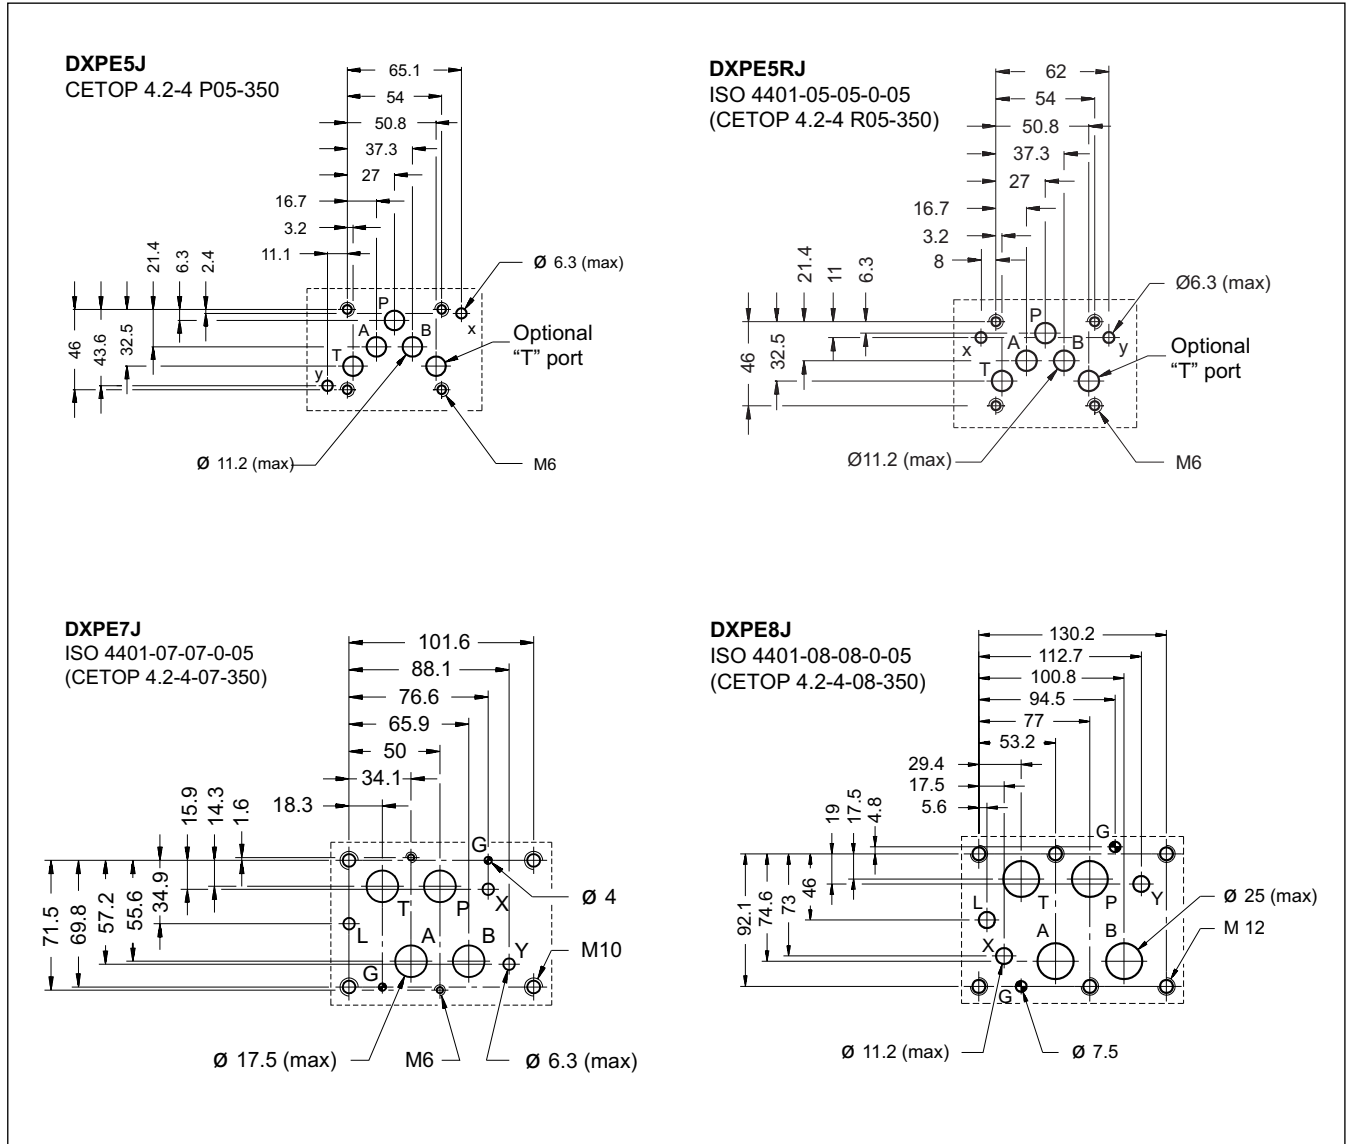 DXPE5J
CETOP 4.2-4 P05-350
65.1
54
50.8
37.3
27
16.7
3.2
11.1
21.4
6.3
2.4
46
43.6
32.5
Ø 6.3 (max)
P
x
A
B
T
y
Optional
“T” port
Ø 11.2 (max)
M6
DXPE5RJ
ISO 4401-05-05-0-05
(CETOP 4.2-4 R05-350)
62
54
50.8
37.3
27
16.7
3.2
8
21.4
11
6.3
46
32.5
Ø6.3 (max)
P
x
A
B
y
T
Optional
“T” port
Ø11.2 (max)
M6
DXPE7J
ISO 4401-07-07-0-05
(CETOP 4.2-4-07-350)
101.6
88.1
76.6
65.9
50
34.1
18.3
15.9
14.3
1.6
71.5
69.8
57.2
55.6
34.9
G
Ø 4
T
P
X
L
A
B
Y
M10
G
Ø 17.5 (max)
M6
Ø 6.3 (max)
DXPE8J
ISO 4401-08-08-0-05
(CETOP 4.2-4-08-350)
130.2
112.7
100.8
94.5
77
53.2
29.4
17.5
5.6
19
17.5
4.8
92.1
74.6
73
46
G
T
P
Y
Ø 25 (max)
L
A
B
M 12
X
G
Ø 11.2 (max)
Ø 7.5